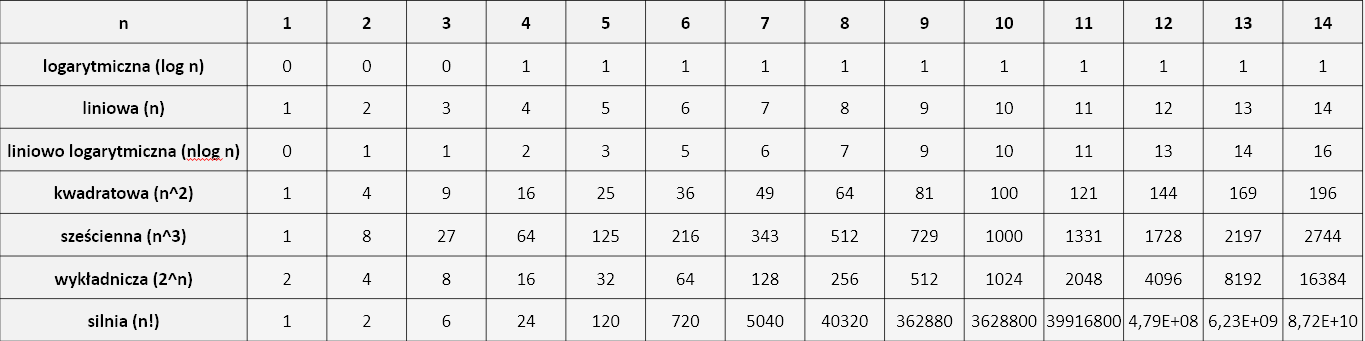 n 1 2 3 4 5 6 7 8 9 10 11 12 13 14
logarytmiczna (log n) 0 0 0 1 1 1 1 1 1 1 1 1 1 1
liniowa (n) 1 2 3 4 5 6 7 8 9 10 11 12 13 14
liniowo logarytmiczna (nlog n) 0 1 1 2 3 5 6 7 9 10 11 13 14 16
kwadratowa (n^2) 1 4 9 16 25 36 49 64 81 100 121 144 169 196
sześcienna (n^3) 1 8 27 64 125 216 343 512 729 1000 1331 1728 2197 2744
wykładnicza (2^n) 2 4 8 16 32 64 128 256 512 1024 2048 4096 8192 16384
silnia (n!) 1 2 6 24 120 720 5040 40320 362880 3628800 39916800 4,79E+08 6,23E+09 8,72E+10